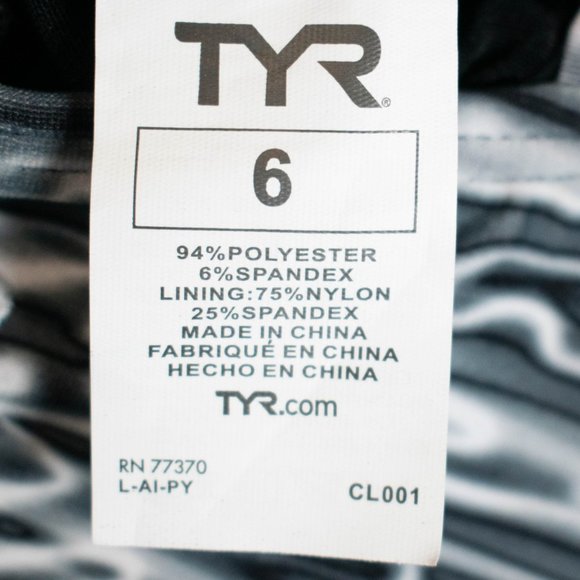 TYR®
6
94%POLYESTER
6%SPANDEX
LINING:75%NYLON
25%SPANDEX
MADE IN CHINA
FABRIQUÉ EN CHINA
HECHO EN CHINA
TYR.com
RN 77370
L-AI-PY
CL001